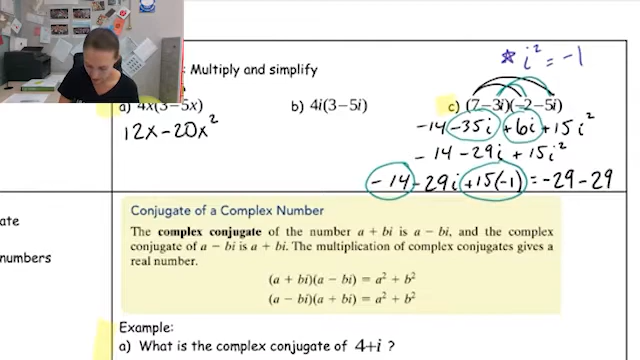 : Multiply and simplify
☆ i² = -1
a) 4x(3-5x)
12x - 20x²
b) 4i(3-5i)
c) (7-3i)(-2-5i)
-14 -35i +6i +15i²
-14 -29i +15i²
-14 -29i +15(-1) = -29 -29
ate
numbers
Conjugate of a Complex Number
The complex conjugate of the number a + bi is a - bi, and the complex
conjugate of a - bi is a + bi. The multiplication of complex conjugates gives a
real number.
(a + bi)(a - bi) = a² + b²
(a - bi)(a + bi) = a² + b²
Example:
a) What is the complex conjugate of 4+i ?